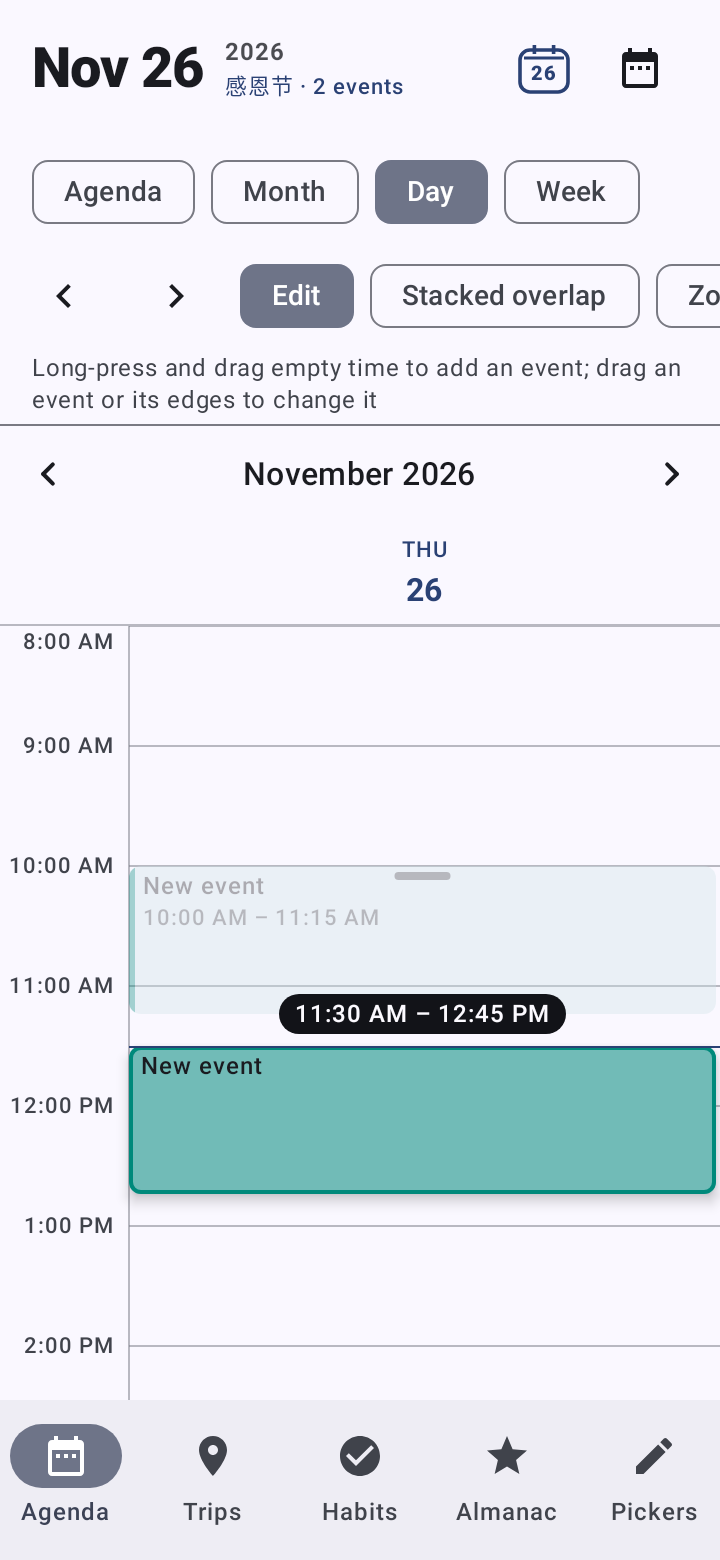 Nov 26
2026
感恩节 · 2 events
26
Agenda
Month
Day
Week
Edit
Stacked overlap
Zo
Long-press and drag empty time to add an event; drag an
event or its edges to change it
November 2026
THU
26
8:00 AM
9:00 AM
10:00 AM
New event
10:00 AM – 11:15 AM
11:00 AM
11:30 AM – 12:45 PM
New event
12:00 PM
1:00 PM
2:00 PM
Agenda
Trips
Habits
Almanac
Pickers